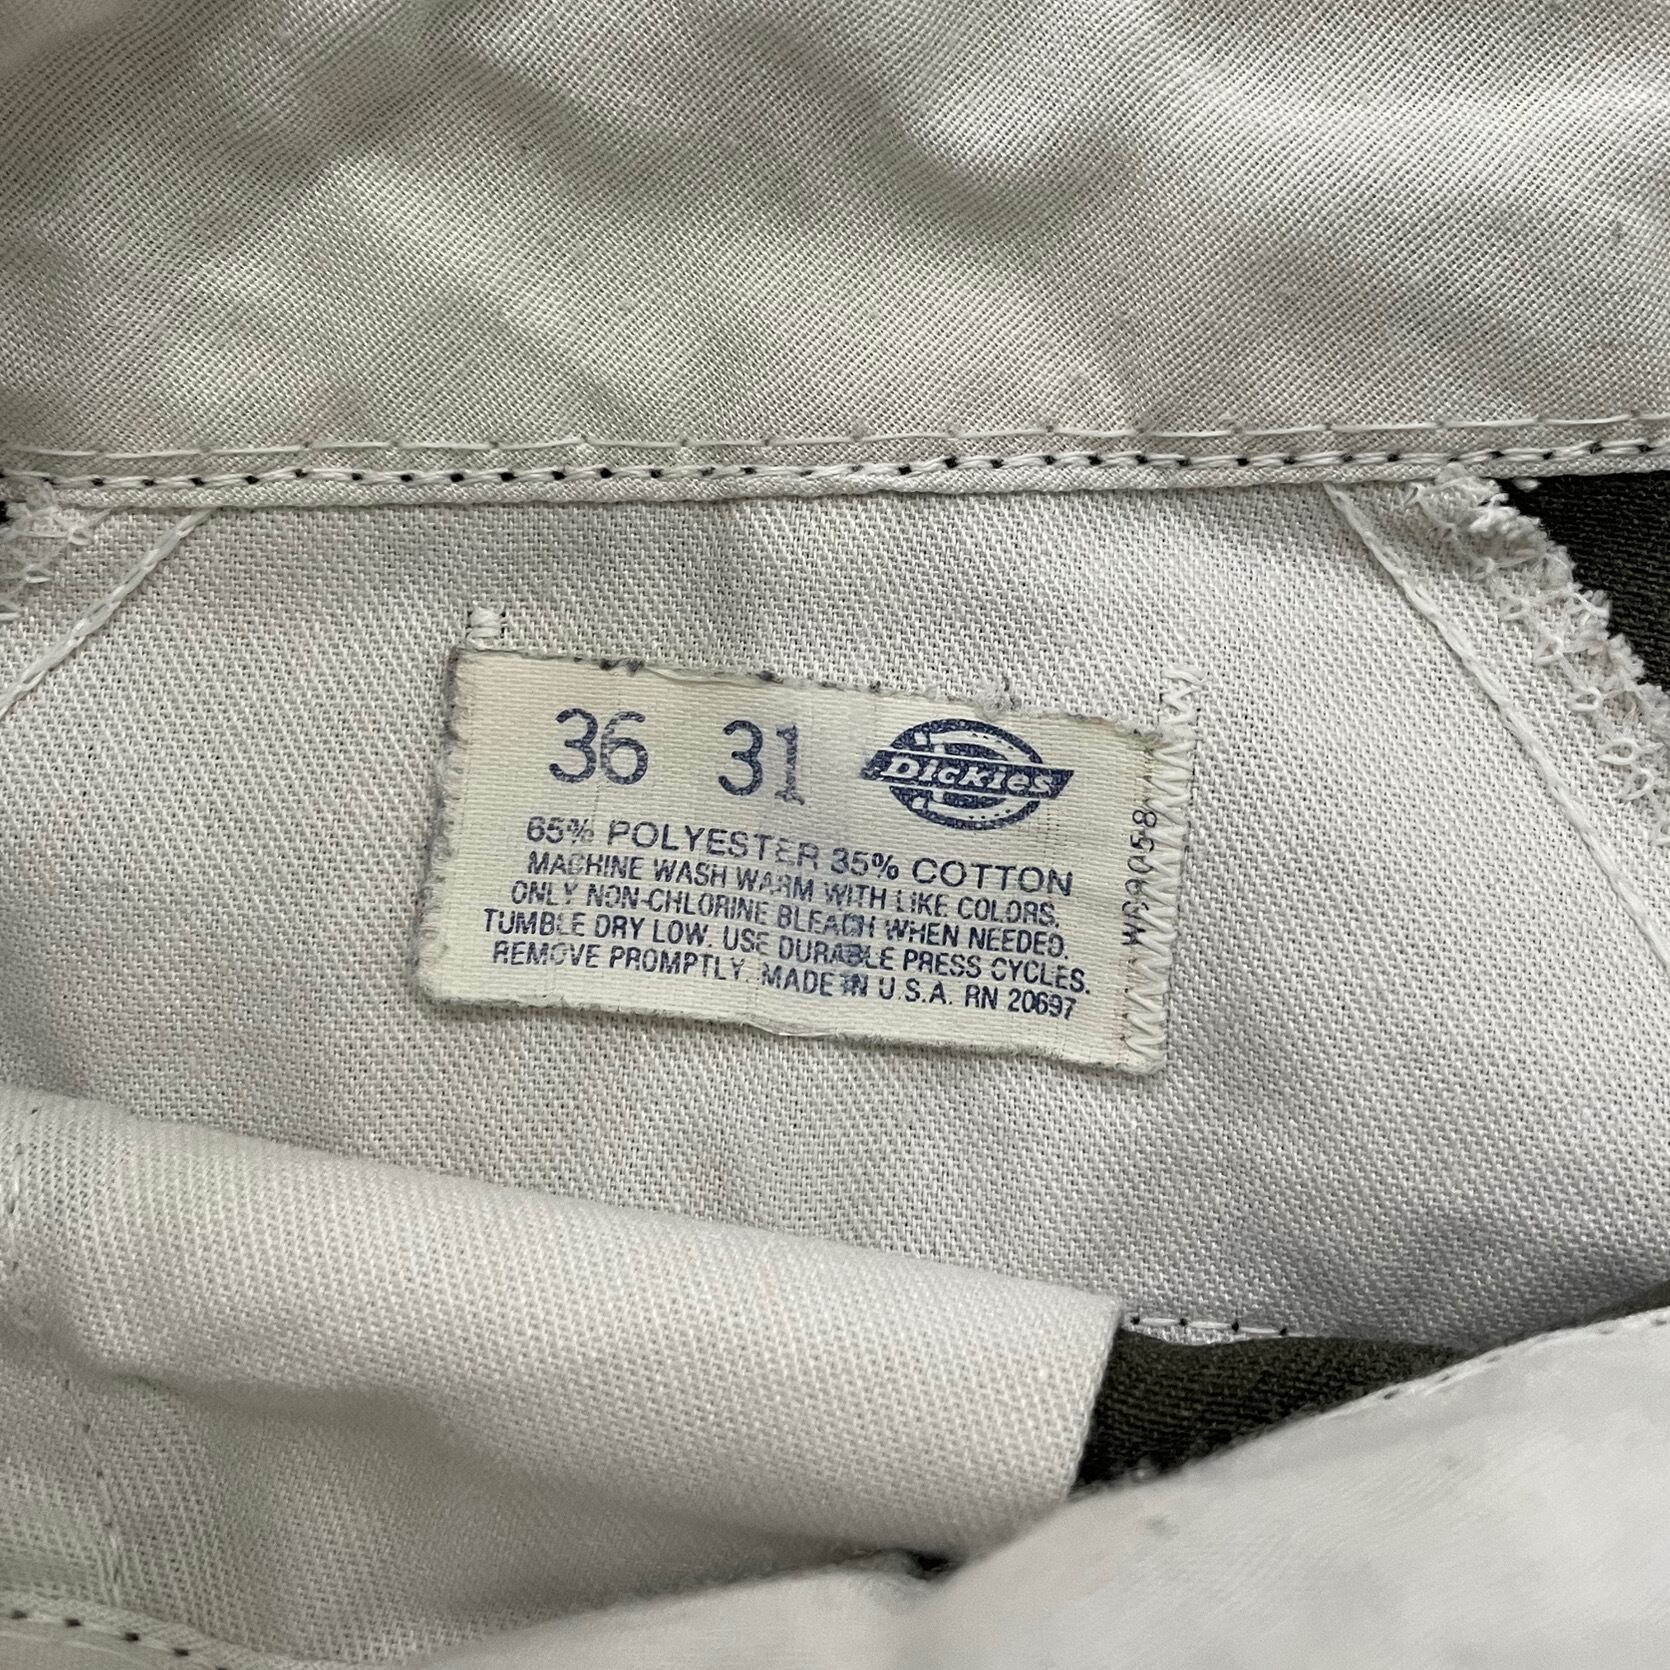 36 31 Dickies
65% POLYESTER 35% COTTON
MACHINE WASH WARM WITH LIKE COLORS.
ONLY NON-CHLORINE BLEACH WHEN NEEDED.
TUMBLE DRY LOW. USE DURABLE PRESS CYCLES.
REMOVE PROMPTLY. MADE IN U.S.A. RN 20697